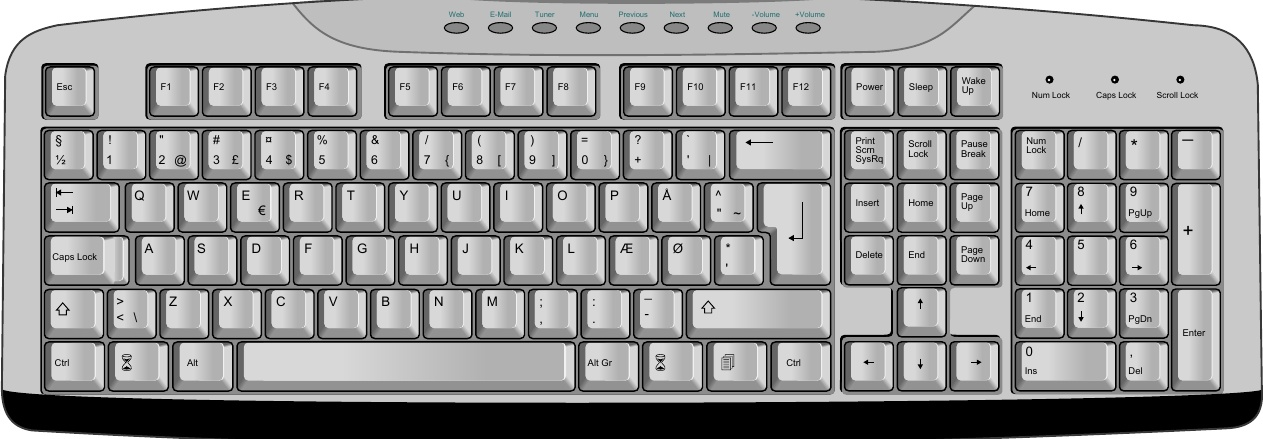 Web E-Mail Tuner Menu Previous Next Mute -Volume +Volume
Esc F1 F2 F3 F4 F5 F6 F7 F8 F9 F10 F11 F12 Power Sleep Wake Up
Num Lock Caps Lock Scroll Lock
§ ! " # ¤ % & / ( ) = ? `
½ 1 2 @ 3 £ 4 $ 5 6 7 { 8 [ 9 ] 0 } + ' | ←
Print Scrn SysRq Scroll Lock Pause Break
Num Lock / * —
Q W E € R T Y U I O P Å ^ " ~
Insert Home Page Up
7 Home 8 ↑ 9 PgUp +
Caps Lock A S D F G H J K L Æ Ø * '
Delete End Page Down
4 ← 5 6 →
> < \ Z X C V B N M ; , : . _ -
↑
1 End 2 ↓ 3 PgDn Enter
Ctrl Alt Alt Gr Ctrl
← ↓ →
0 Ins , Del